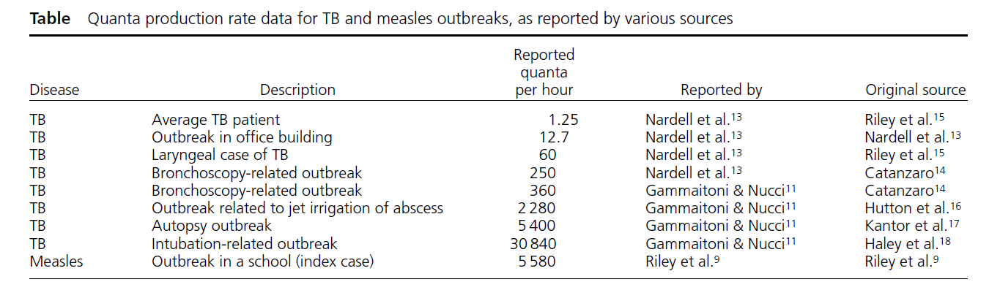 Table Quanta production rate data for TB and measles outbreaks, as reported by various sources
Reported
quanta
Disease Description per hour Reported by Original source
TB Average TB patient 1.25 Nardell et al.¹³ Riley et al.¹⁵
TB Outbreak in office building 12.7 Nardell et al.¹³ Nardell et al.¹³
TB Laryngeal case of TB 60 Nardell et al.¹³ Riley et al.¹⁵
TB Bronchoscopy-related outbreak 250 Nardell et al.¹³ Catanzaro¹⁴
TB Bronchoscopy-related outbreak 360 Gammaitoni & Nucci¹¹ Catanzaro¹⁴
TB Outbreak related to jet irrigation of abscess 2 280 Gammaitoni & Nucci¹¹ Hutton et al.¹⁶
TB Autopsy outbreak 5 400 Gammaitoni & Nucci¹¹ Kantor et al.¹⁷
TB Intubation-related outbreak 30 840 Gammaitoni & Nucci¹¹ Haley et al.¹⁸
Measles Outbreak in a school (index case) 5 580 Riley et al.⁹ Riley et al.⁹